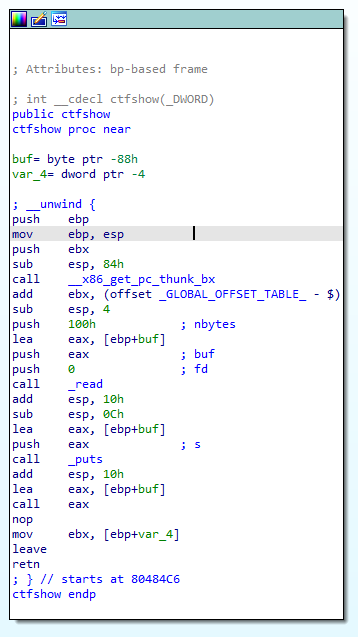 ; Attributes: bp-based frame
; int __cdecl ctfshow(_DWORD)
public ctfshow
ctfshow proc near
buf= byte ptr -88h
var_4= dword ptr -4
; __unwind {
push    ebp
mov     ebp, esp
push    ebx
sub     esp, 84h
call    __x86_get_pc_thunk_bx
add     ebx, (offset _GLOBAL_OFFSET_TABLE_ - $)
sub     esp, 4
push    100h            ; nbytes
lea     eax, [ebp+buf]
push    eax             ; buf
push    0               ; fd
call    _read
add     esp, 10h
sub     esp, 0Ch
lea     eax, [ebp+buf]
push    eax             ; s
call    _puts
add     esp, 10h
lea     eax, [ebp+buf]
call    eax
nop
mov     ebx, [ebp+var_4]
leave
retn
; } // starts at 80484C6
ctfshow endp